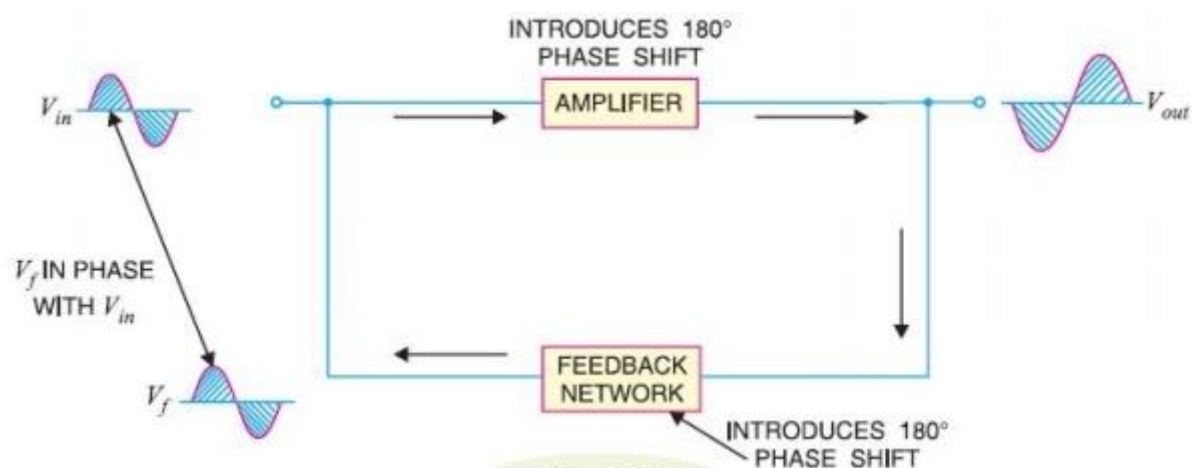 INTRODUCES 180°
PHASE SHIFT
AMPLIFIER
V_in
V_out
V_f IN PHASE
WITH V_in
V_f
FEEDBACK
NETWORK
INTRODUCES 180°
PHASE SHIFT